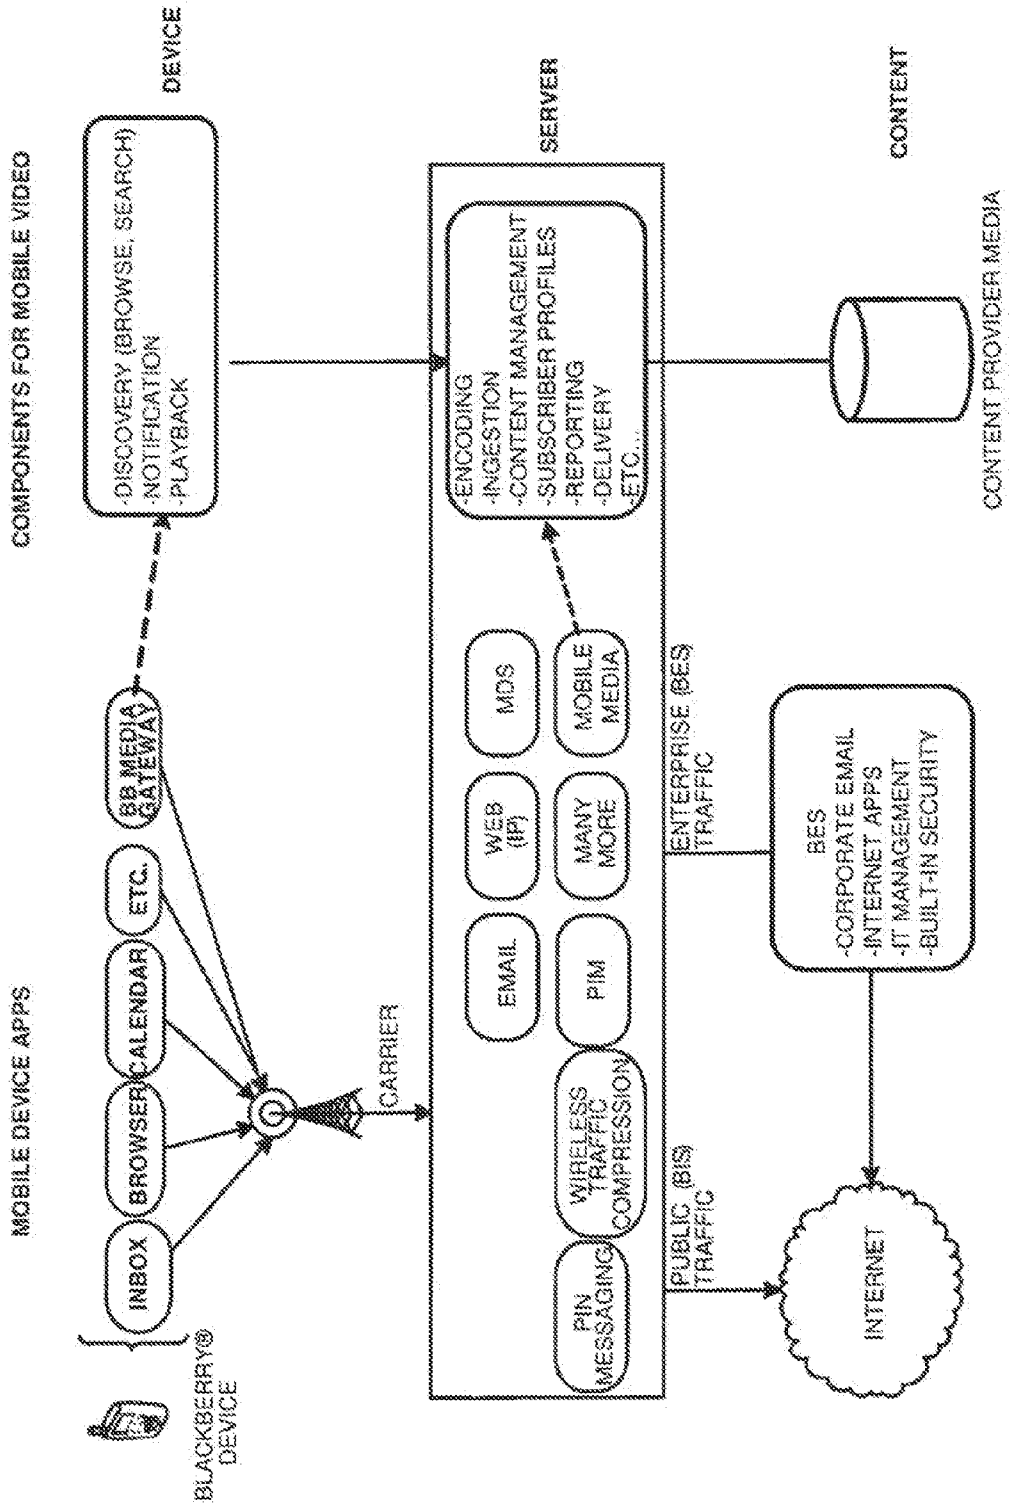 MOBILE DEVICE APPS
COMPONENTS FOR MOBILE VIDEO
BLACKBERRY®
DEVICE
INBOX
BROWSER
CALENDAR
ETC.
BB MEDIA
GATEWAY
-DISCOVERY (BROWSE, SEARCH)
-NOTIFICATION
-PLAYBACK
DEVICE
CARRIER
EMAIL
WEB
(IP)
MDS
PIN
MESSAGING
WIRELESS
TRAFFIC
COMPRESSION
PIM
MANY
MORE
MOBILE
MEDIA
-ENCODING
-INGESTION
-CONTENT MANAGEMENT
-SUBSCRIBER PROFILES
-REPORTING
-DELIVERY
-ETC...
SERVER
PUBLIC (BIS)
TRAFFIC
ENTERPRISE (BES)
TRAFFIC
INTERNET
BES
-CORPORATE EMAIL
-INTERNET APPS
-IT MANAGEMENT
-BUILT-IN SECURITY
CONTENT
CONTENT PROVIDER MEDIA